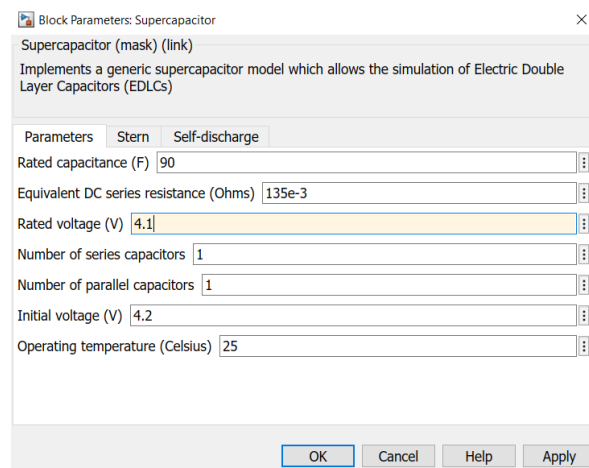 Block Parameters: Supercapacitor
Supercapacitor (mask) (link)
Implements a generic supercapacitor model which allows the simulation of Electric Double
Layer Capacitors (EDLCs)
Parameters Stern Self-discharge
Rated capacitance (F) 90
Equivalent DC series resistance (Ohms) 135e-3
Rated voltage (V) 4.1
Number of series capacitors 1
Number of parallel capacitors 1
Initial voltage (V) 4.2
Operating temperature (Celsius) 25
OK Cancel Help Apply